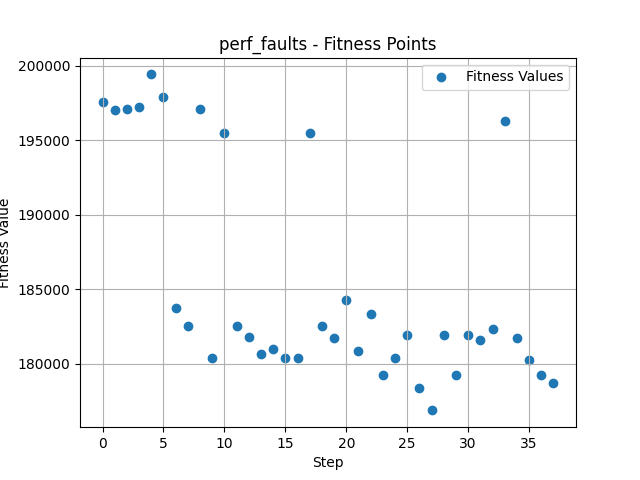 perf_faults - Fitness Points
Fitness Values
200000
195000
190000
185000
180000
Fitness Value
0 5 10 15 20 25 30 35
Step